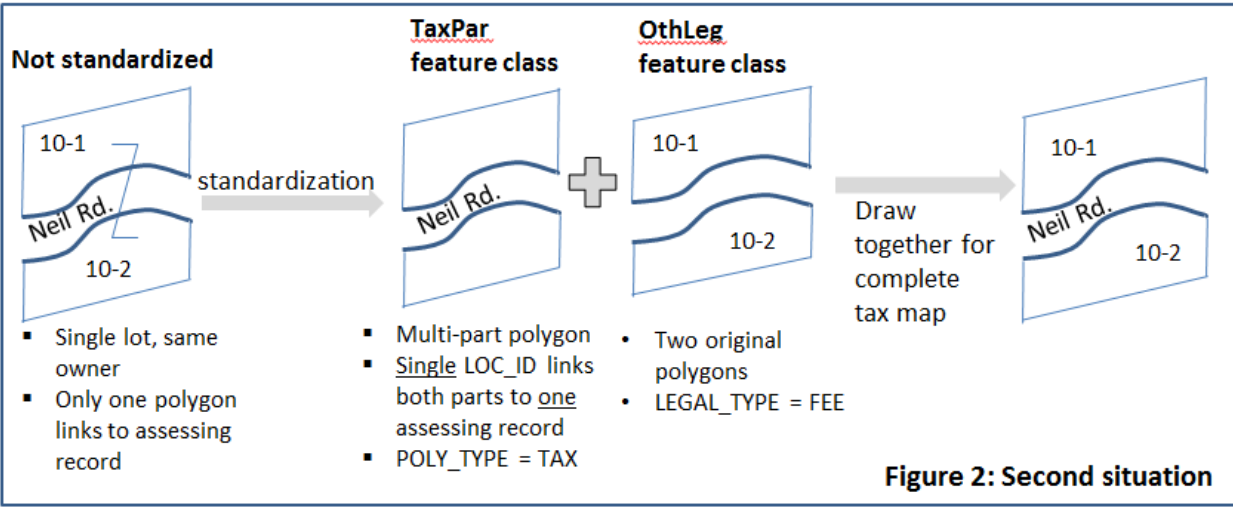 Not standardized
10-1
Neil Rd.
10-2
▪ Single lot, same
owner
▪ Only one polygon
links to assessing
record
standardization
TaxPar
feature class
Neil Rd.
▪ Multi-part polygon
▪ Single LOC_ID links
both parts to one
assessing record
▪ POLY_TYPE = TAX
OthLeg
feature class
10-1
10-2
• Two original
polygons
• LEGAL_TYPE = FEE
Draw
together for
complete
tax map
10-1
Neil Rd.
10-2
Figure 2: Second situation